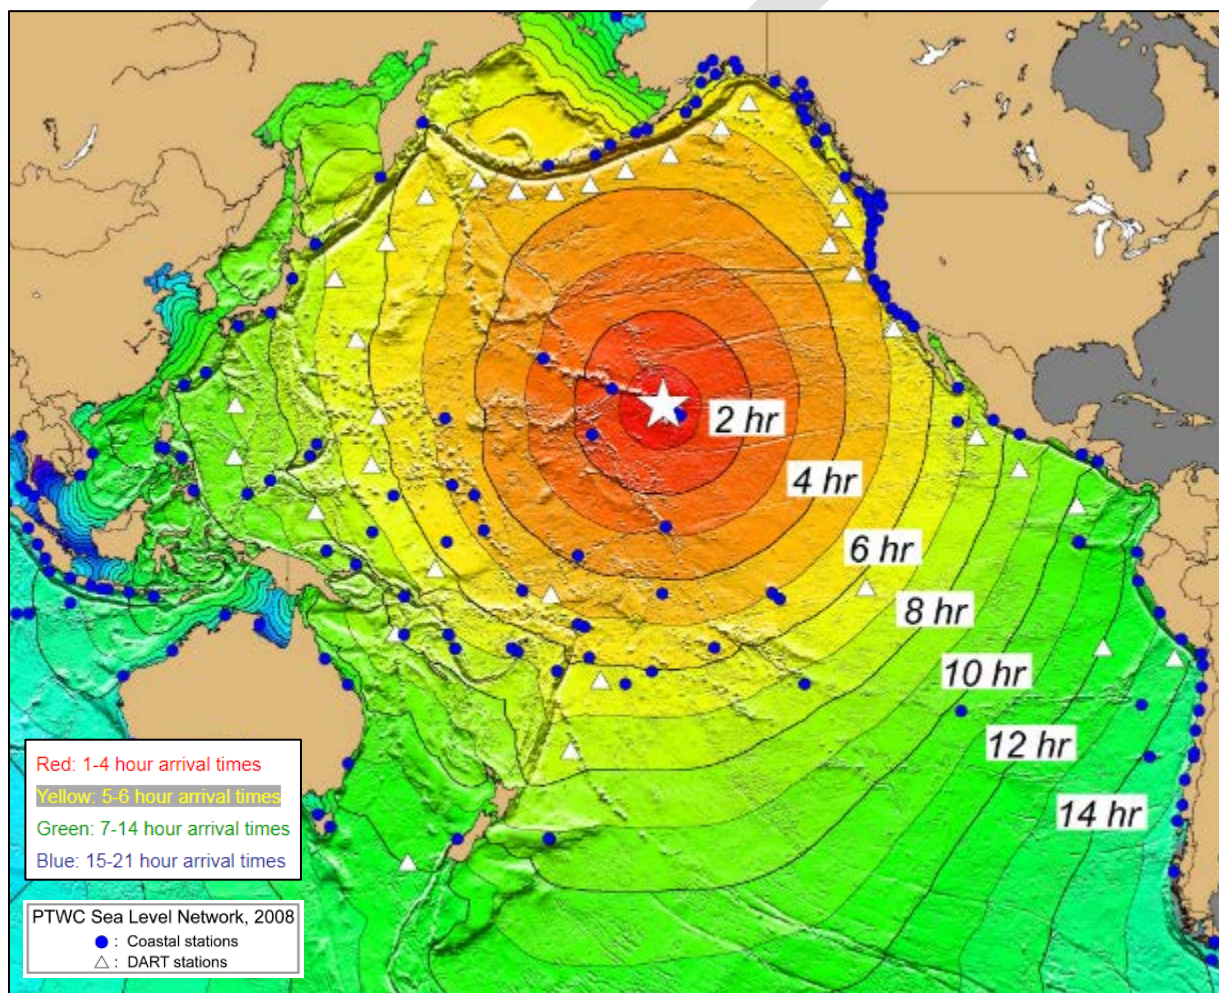 2 hr
4 hr
6 hr
8 hr
10 hr
12 hr
14 hr
Red: 1-4 hour arrival times
Yellow: 5-6 hour arrival times
Green: 7-14 hour arrival times
Blue: 15-21 hour arrival times
PTWC Sea Level Network, 2008
: Coastal stations
: DART stations